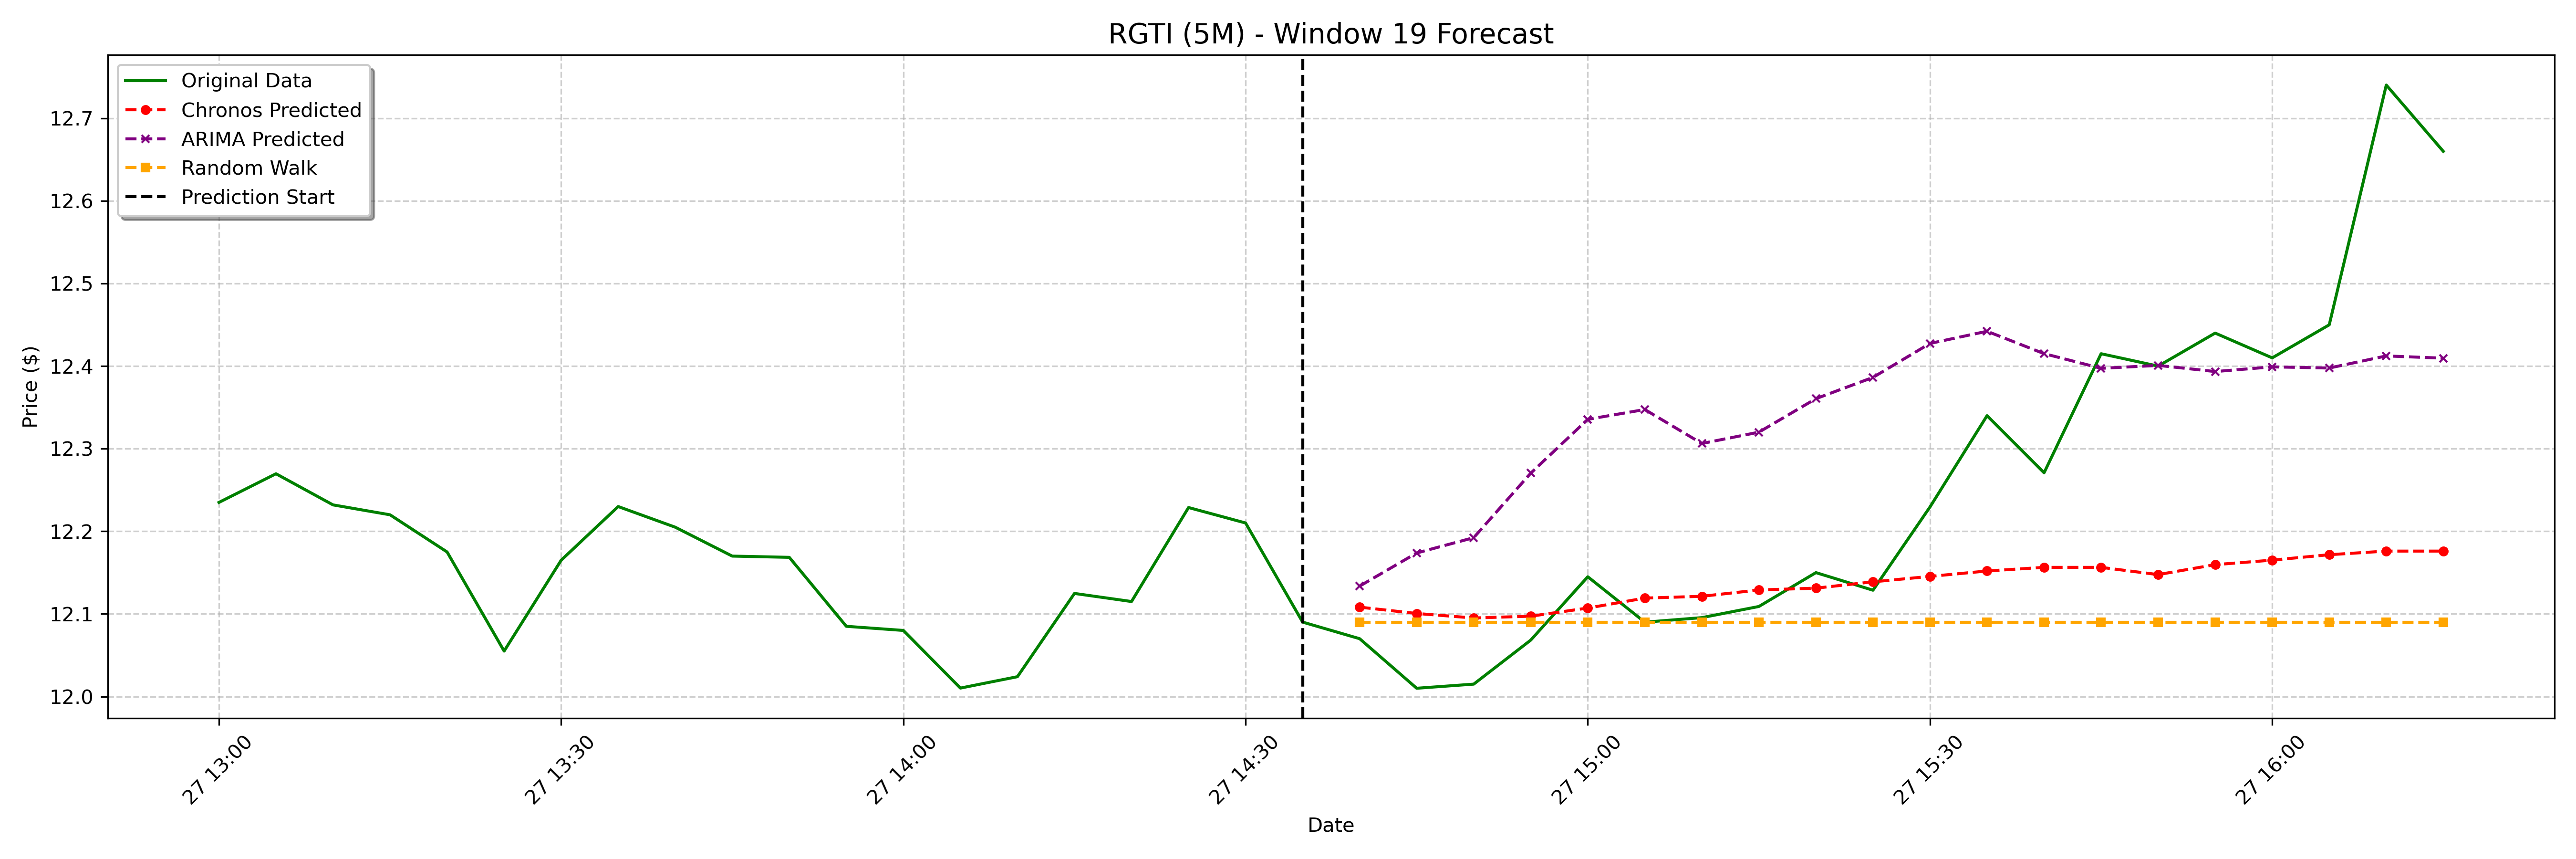 RGTI (5M) - Window 19 Forecast
Original Data
Chronos Predicted
ARIMA Predicted
Random Walk
Prediction Start
Price ($)
12.7
12.6
12.5
12.4
12.3
12.2
12.1
12.0
27 13:00
27 13:30
27 14:00
27 14:30
27 15:00
27 15:30
27 16:00
Date